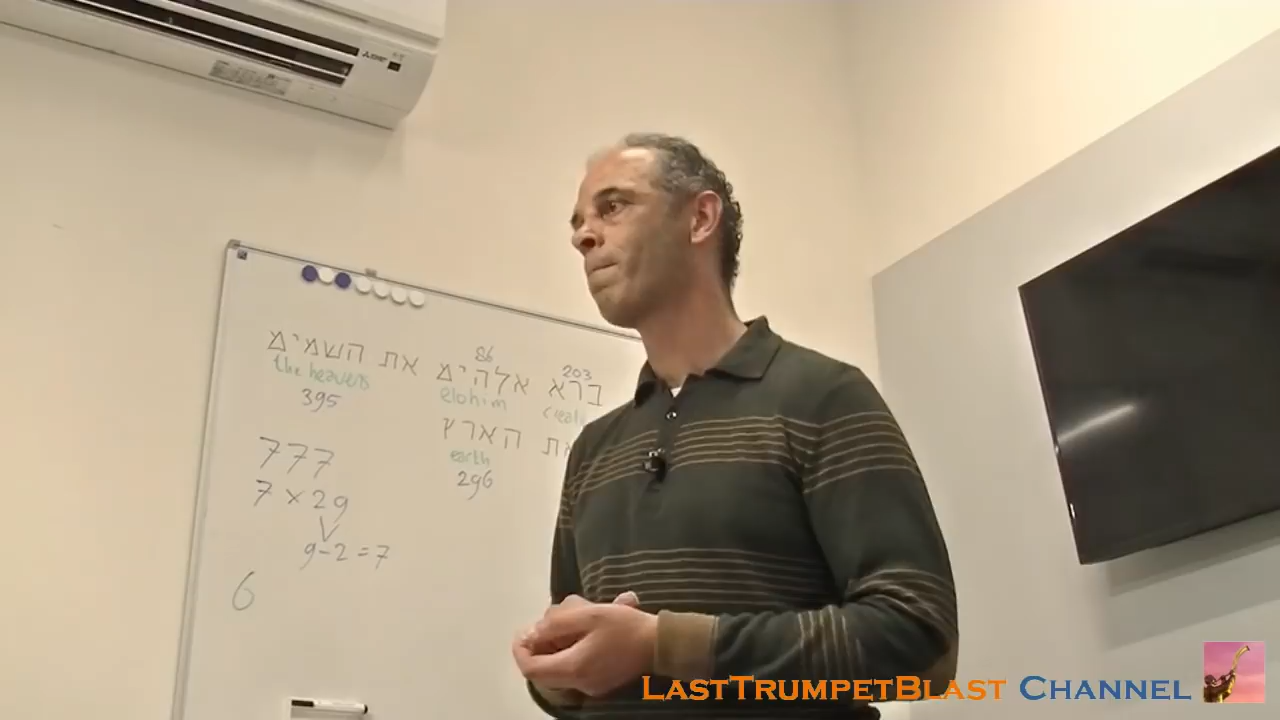 86
203
ברא אלהים את השמים
the heavens
elohim
395
את הארץ
earth
296
777
7 × 29
9-2=7
6
LastTrumpetBlast Channel